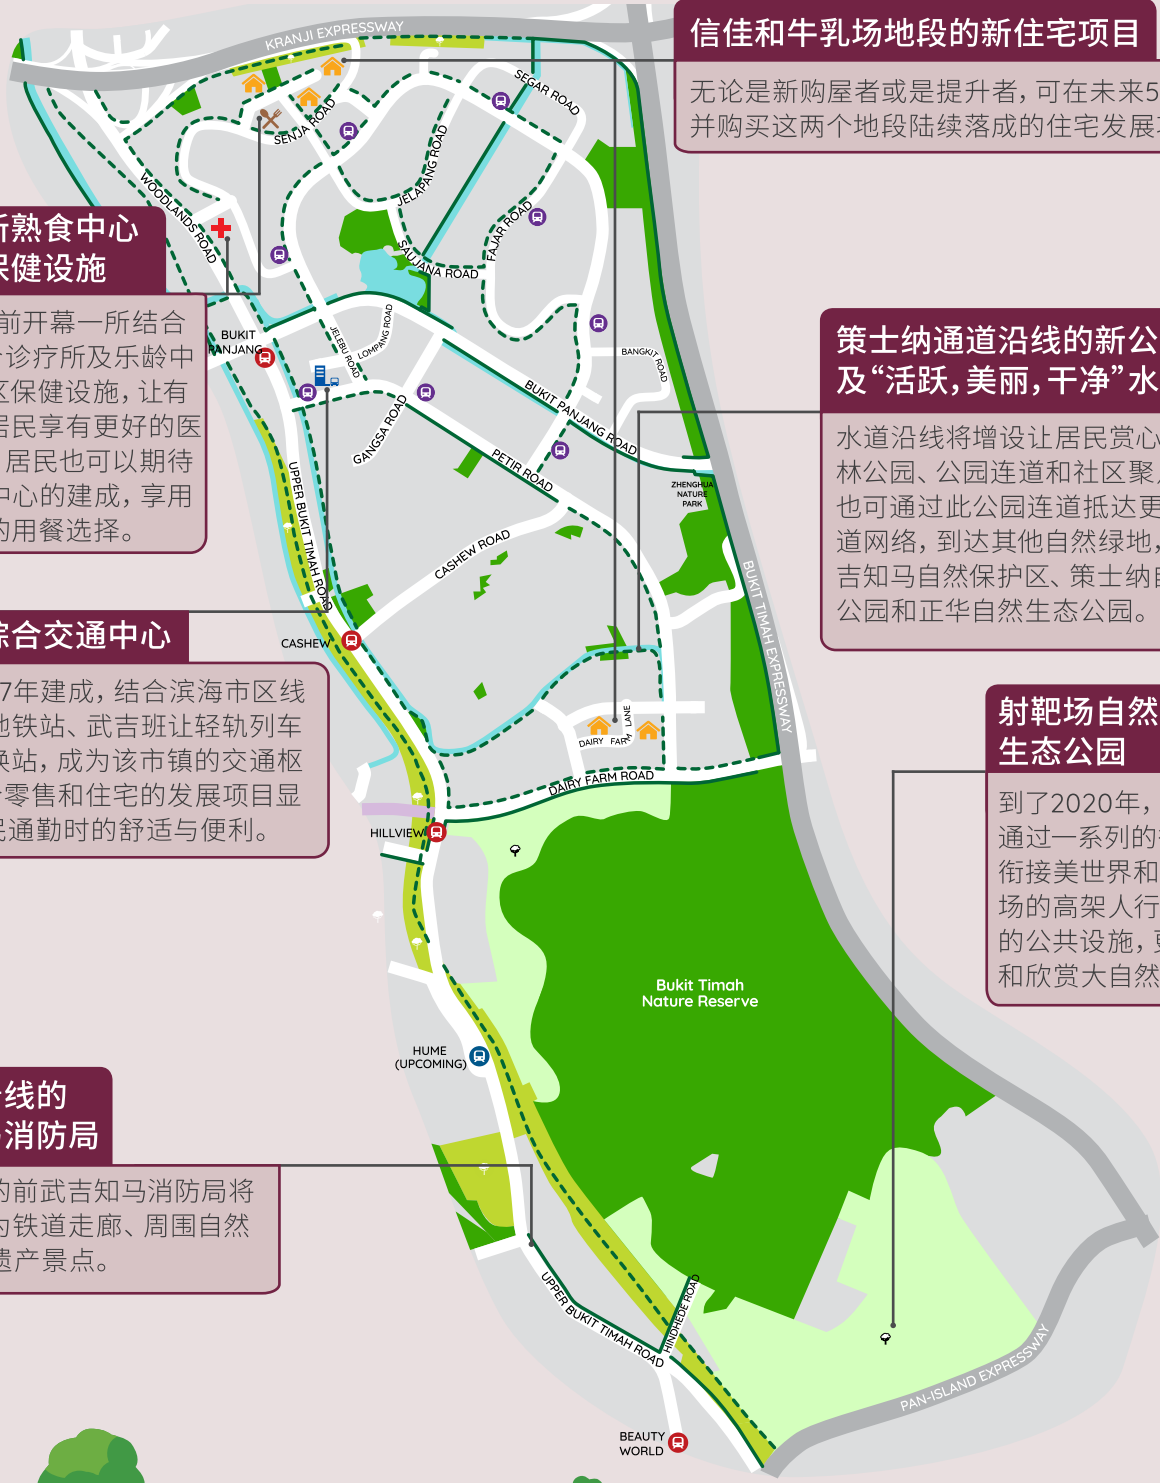 信佳和牛乳场地段的新住宅项目
无论是新购屋者或是提升者，可在未来5
并购买这两个地段陆续落成的住宅发展
熟食中心
保健设施
前开幕一所结合
诊疗所及乐龄中
区保健设施，让有
居民享有更好的医
居民也可以期待
中心的建成，享用
的用餐选择。
综合交通中心
7年建成，结合滨海市区线
地铁站、武吉班让轻轨列车
换站，成为该市镇的交通枢
零售和住宅的发展项目显
民通勤时的舒适与便利。
线的
消防局
的前武吉知马消防局将
为铁道走廊、周围自然
遗产景点。
策士纳通道沿线的新公
及“活跃，美丽，干净”水
水道沿线将增设让居民赏心
林公园、公园连道和社区聚
也可通过此公园连道抵达更
道网络，到达其他自然绿地，
吉知马自然保护区、策士纳自
公园和正华自然生态公园。
射靶场自然
生态公园
到了2020年，
通过一系列的
衔接美世界和
场的高架人行
的公共设施，更
和欣赏大自然
KRANJI EXPRESSWAY
SEGAR ROAD
SENJA ROAD
JELAPANG ROAD
WOODLANDS ROAD
FAJAR ROAD
SAUJANA ROAD
BUKIT
PANJANG
JELEBU ROAD
LOMPANG ROAD
BANGKIT ROAD
BUKIT PANJANG ROAD
GANGSA ROAD
PETIR ROAD
UPPER BUKIT TIMAH ROAD
ZHENGHUA
NATURE
PARK
CASHEW ROAD
BUKIT TIMAH EXPRESSWAY
CASHEW
DAIRY FARM LANE
DAIRY FARM ROAD
HILLVIEW
Bukit Timah
Nature Reserve
HUME
(UPCOMING)
UPPER BUKIT TIMAH ROAD
HINDHEDE ROAD
PAN-ISLAND EXPRESSWAY
BEAUTY
WORLD